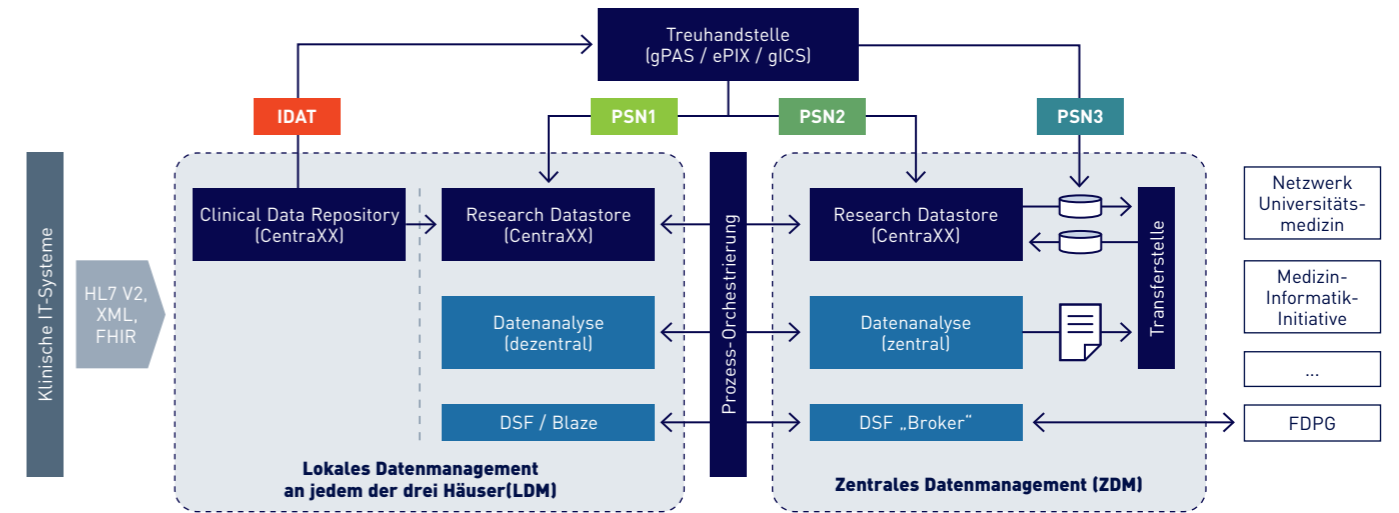 Treuhandstelle
(gPAS / ePIX / gICS)
IDAT
PSN1
PSN2
PSN3
Klinische IT-Systeme
HL7 V2,
XML,
FHIR
Clinical Data Repository
(CentraXX)
Research Datastore
(CentraXX)
Datenanalyse
(dezentral)
DSF / Blaze
Lokales Datenmanagement
an jedem der drei Häuser(LDM)
Prozess-Orchestrierung
Research Datastore
(CentraXX)
Datenanalyse
(zentral)
DSF „Broker“
Transferstelle
Zentrales Datenmanagement (ZDM)
Netzwerk
Universitäts-
medizin
Medizin-
Informatik-
Initiative
...
FDPG